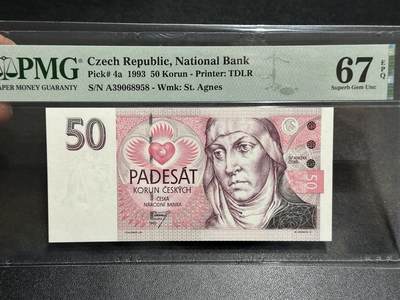 PMG
PAPER MONEY GUARANTY
Czech Republic, National Bank
Pick# 4a 1993 50 Korun - Printer: TDLR
S/N A39068958 - Wmk: St. Agnes
67 EPQ
Superb Gem Unc
50
PADESÁT
KORUN ČESKÝCH
ČESKÁ
NÁRODNÍ BANKA
50